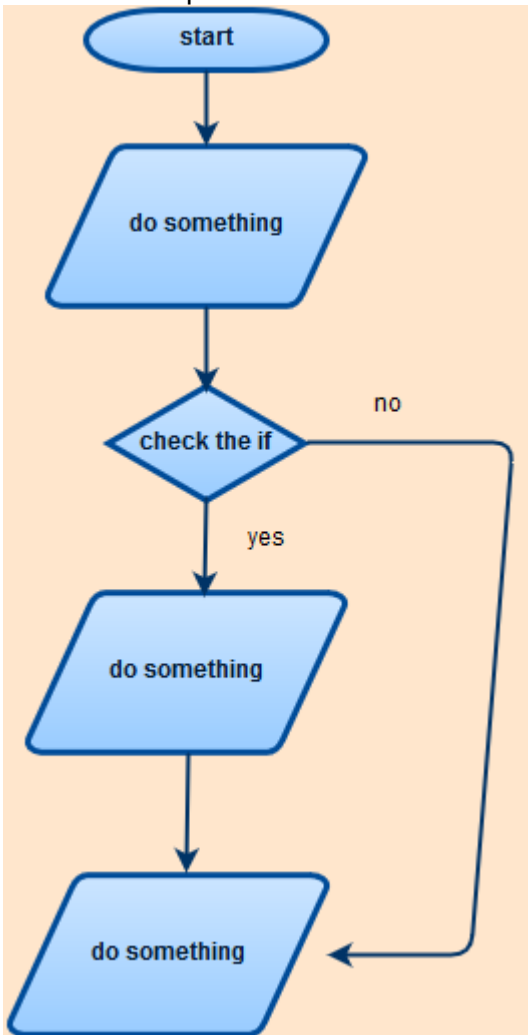 start
do something
check the if
no
yes
do something
do something